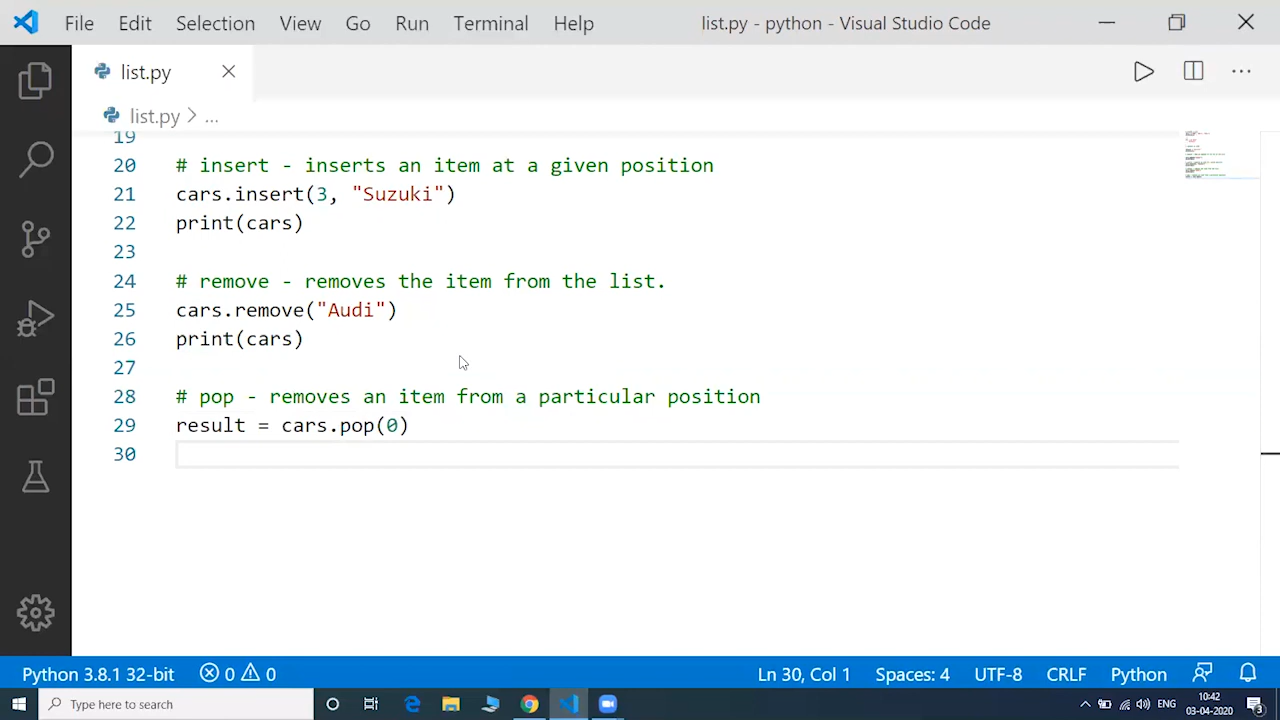 File Edit Selection View Go Run Terminal Help list.py - python - Visual Studio Code
list.py
list.py > ...
19
20 # insert - inserts an item in a given position
21 cars.insert(3, "Suzuki")
22 print(cars)
23
24 # remove - removes the item from the list.
25 cars.remove("Audi")
26 print(cars)
27
28 # pop - removes an item from a particular position
29 result = cars.pop(0)
30
Python 3.8.1 32-bit 0 0 Ln 30, Col 1 Spaces: 4 UTF-8 CRLF Python
Type here to search ENG 10:42
03-04-2020 3